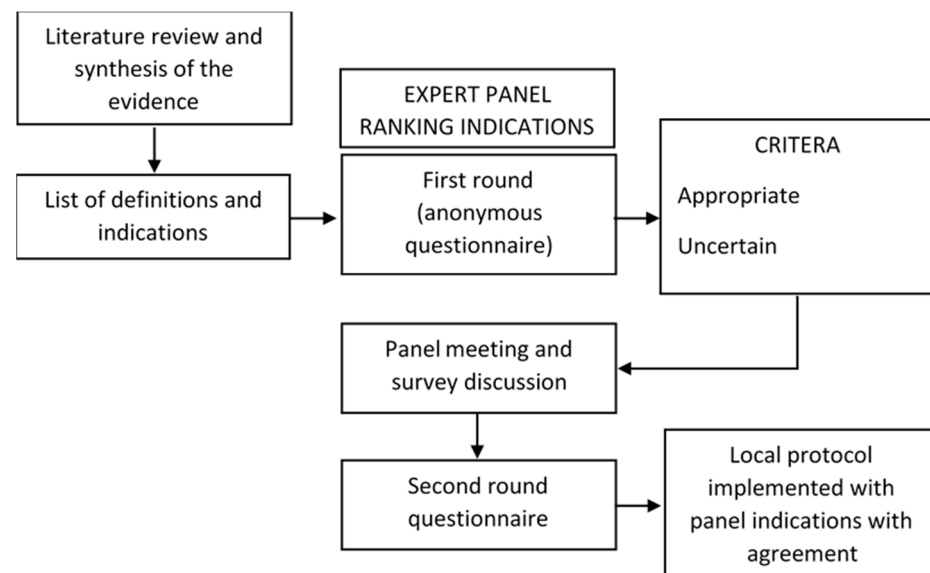 Literature review and
synthesis of the
evidence
List of definitions and
indications
EXPERT PANEL
RANKING INDICATIONS
First round
(anonymous
questionnaire)
CRITERA
Appropriate
Uncertain
Panel meeting and
survey discussion
Second round
questionnaire
Local protocol
implemented with
panel indications with
agreement